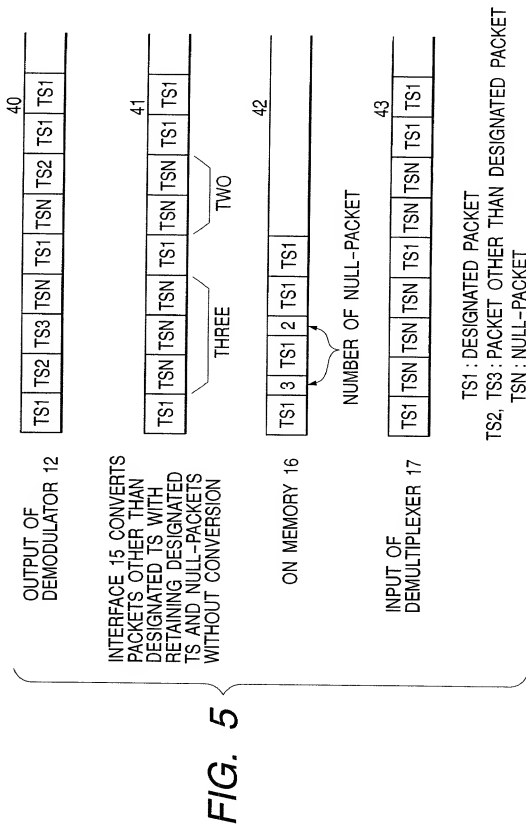 FIG. 5
OUTPUT OF
DEMODULATOR 12
40
TS1 TS2 TS3 TSN TS1 TSN TS2 TS1 TS1
INTERFACE 15 CONVERTS
PACKETS OTHER THAN
DESIGNATED TS WITH
RETAINING DESIGNATED
TS AND NULL-PACKETS
WITHOUT CONVERSION
41
TS1 TSN TSN TSN TS1 TSN TSN TS1 TS1
THREE TWO
ON MEMORY 16
42
TS1 3 TS1 2 TS1 TS1
NUMBER OF NULL-PACKET
INPUT OF
DEMULTIPLEXER 17
43
TS1 TSN TSN TSN TS1 TSN TSN TS1 TS1
TS1 : DESIGNATED PACKET
TS2, TS3 : PACKET OTHER THAN DESIGNATED PACKET
TSN : NULL-PACKET